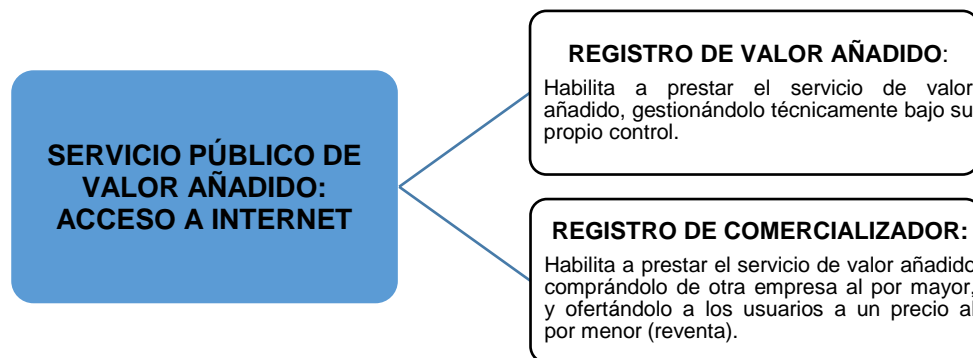 SERVICIO PÚBLICO DE
VALOR AÑADIDO:
ACCESO A INTERNET
REGISTRO DE VALOR AÑADIDO:
Habilita a prestar el servicio de valor
añadido, gestionándolo técnicamente bajo su
propio control.
REGISTRO DE COMERCIALIZADOR:
Habilita a prestar el servicio de valor añadido
comprándolo de otra empresa al por mayor,
y ofertándolo a los usuarios a un precio al
por menor (reventa).